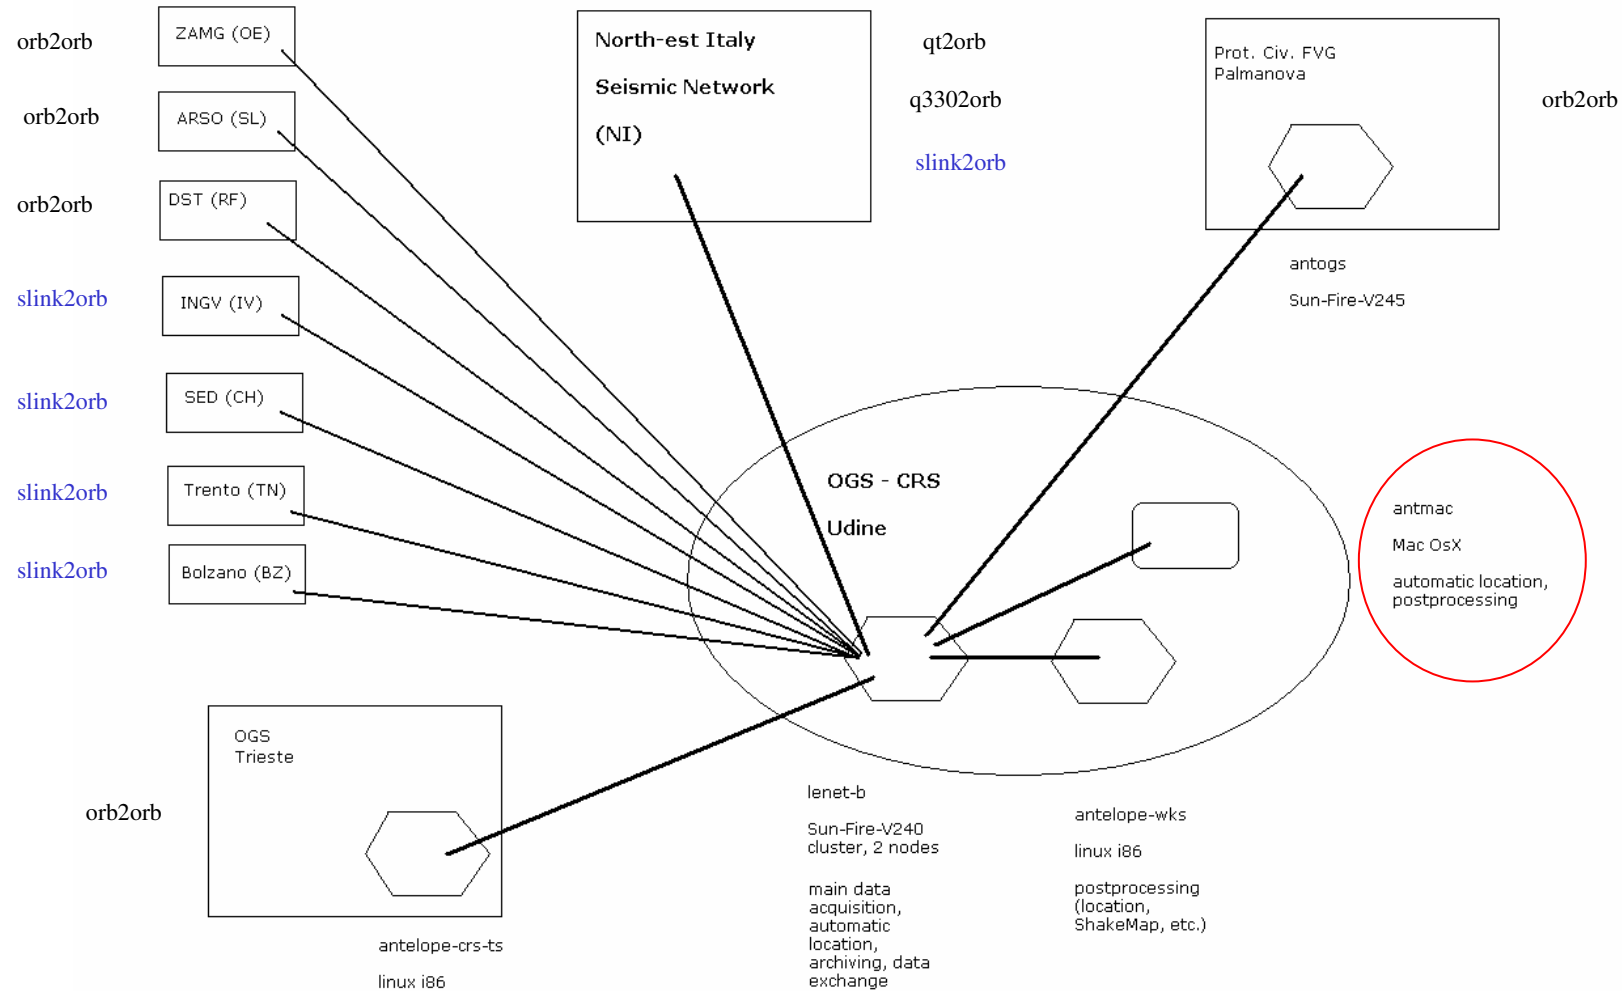 orb2orb
ZAMG (OE)
orb2orb
ARSO (SL)
orb2orb
DST (RF)
slink2orb
INGV (IV)
slink2orb
SED (CH)
slink2orb
Trento (TN)
slink2orb
Bolzano (BZ)
North-est Italy
Seismic Network
(NI)
qt2orb
q3302orb
slink2orb
Prot. Civ. FVG
Palmanova
orb2orb
antogs
Sun-Fire-V245
OGS - CRS
Udine
antmac
Mac OsX
automatic location,
postprocessing
OGS
Trieste
orb2orb
antelope-crs-ts
linux i86
lenet-b
Sun-Fire-V240
cluster, 2 nodes
main data
acquisition,
automatic
location,
archiving, data
exchange
antelope-wks
linux i86
postprocessing
(location,
ShakeMap, etc.)